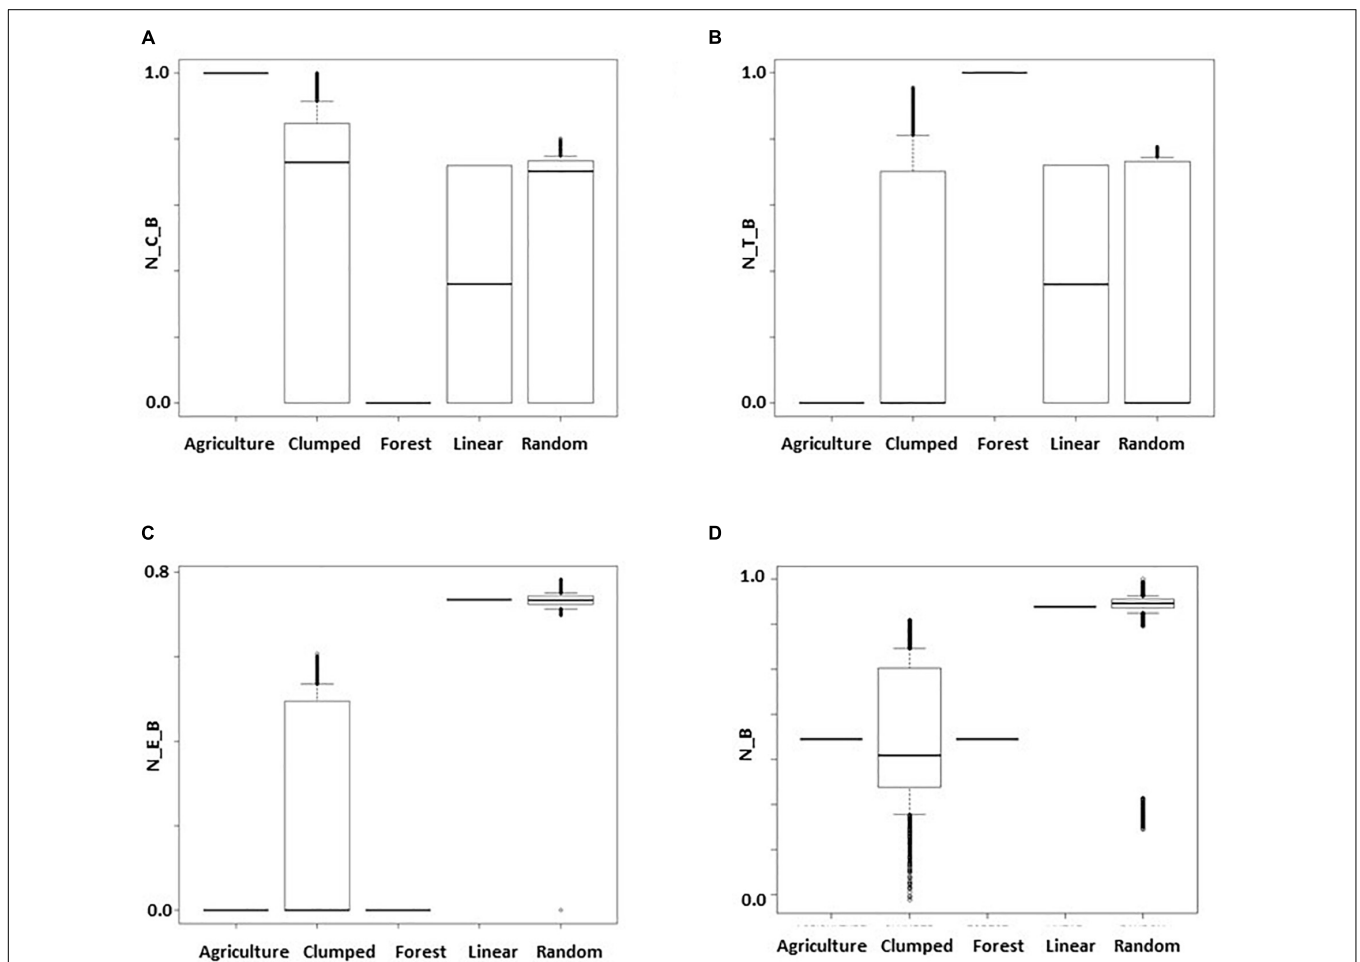 A
1.0
N_C_B
0.0
Agriculture Clumped Forest Linear Random
B
1.0
N_T_B
0.0
Agriculture Clumped Forest Linear Random
C
0.8
N_E_B
0.0
Agriculture Clumped Forest Linear Random
D
1.0
N_B
0.0
Agriculture Clumped Forest Linear Random